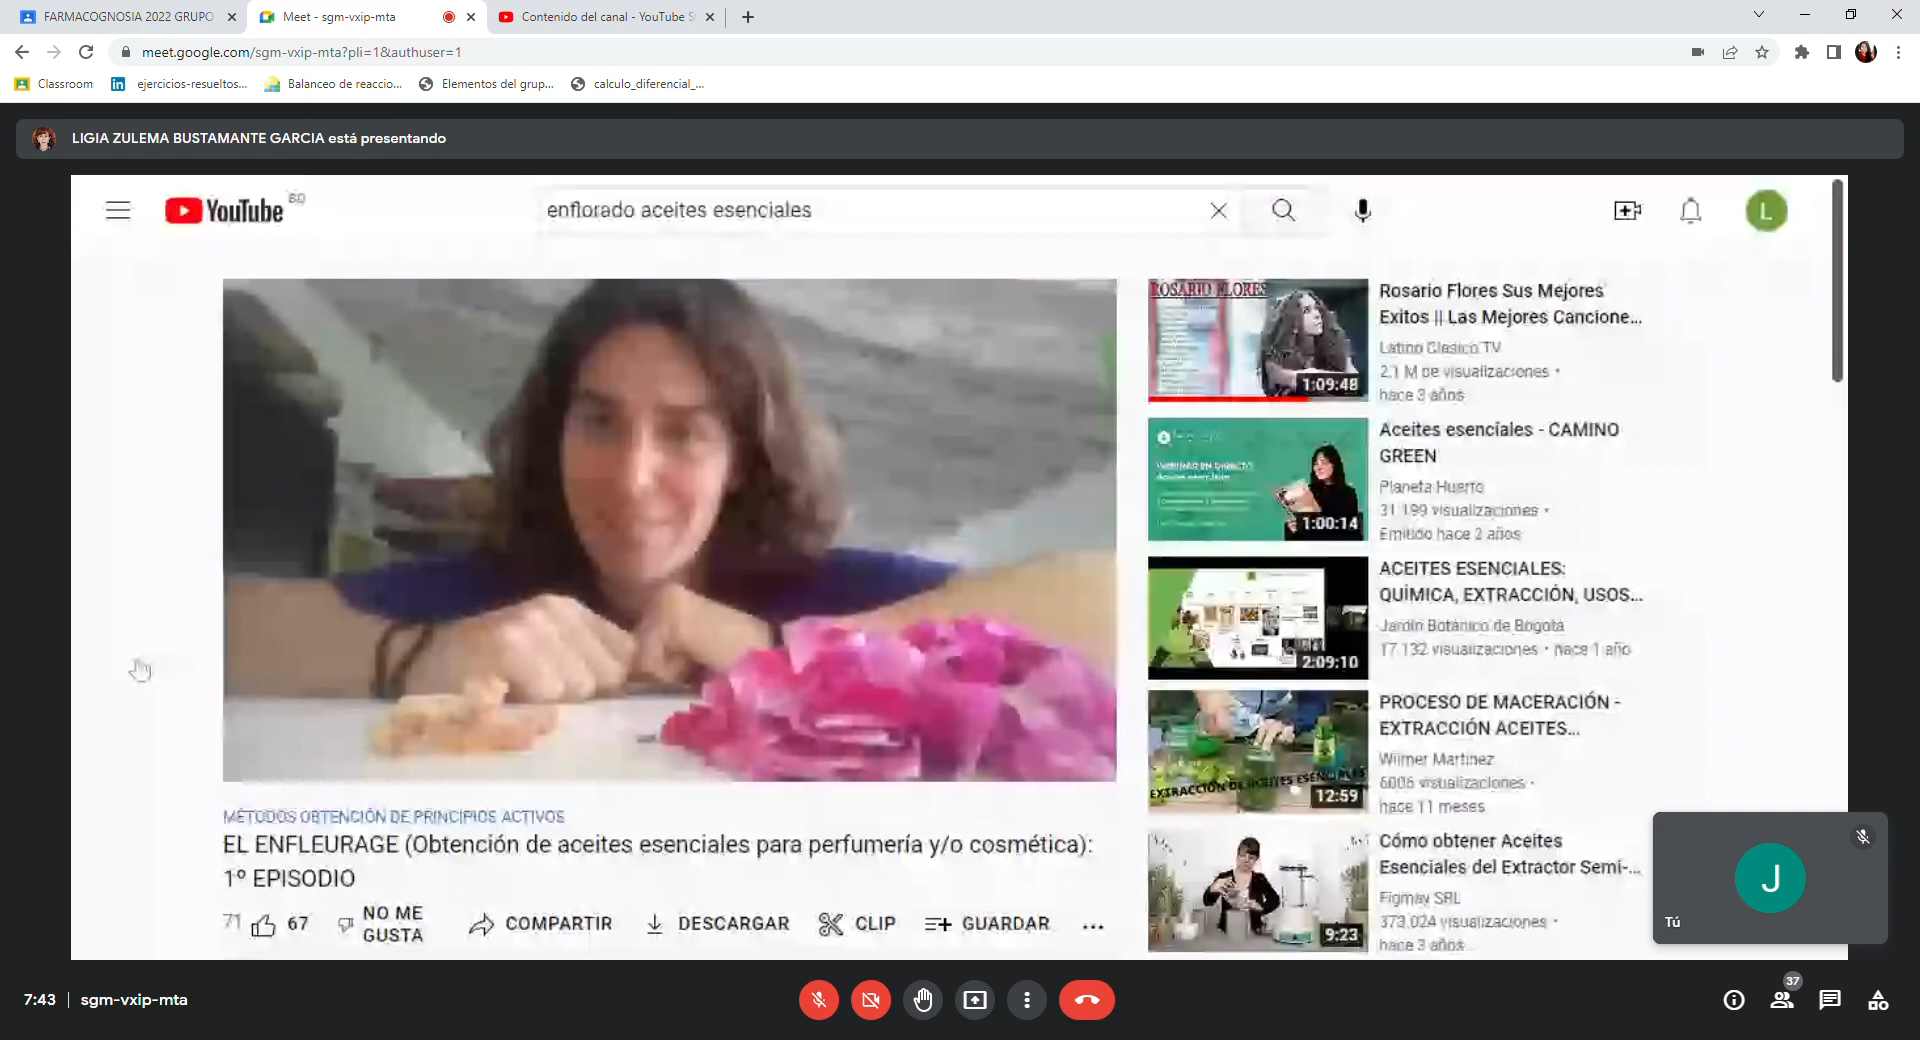 FARMACOGNOSIA 2022 GRUPO
Meet - sgm-vxip-mta
Contenido del canal - YouTube S
meet.google.com/sgm-vxip-mta?pli=1&authuser=1
Classroom
ejercicios-resueltos...
Balanceo de reaccio...
Elementos del grup...
calculo_diferencial_...
LIGIA ZULEMA BUSTAMANTE GARCIA está presentando
YouTube BO
enflorado aceites esenciales
L
ROSARIO FLORES
1:09:48
Rosario Flores Sus Mejores
Exitos || Las Mejores Cancione...
Latino Clasico TV
2.1 M de visualizaciones •
hace 3 años
1:00:14
Aceites esenciales - CAMINO
GREEN
Planeta Huerto
31 199 visualizaciones •
Emitido hace 2 años
2:09:10
ACEITES ESENCIALES:
QUÍMICA, EXTRACCIÓN, USOS...
Jardín Botánico de Bogotá
17 132 visualizaciones • hace 1 año
EXTRACCIÓN DE ACEITES ESENCIALES
12:59
PROCESO DE MACERACIÓN -
EXTRACCIÓN ACEITES...
Wilmer Martinez
6006 visualizaciones •
hace 11 meses
9:23
Cómo obtener Aceites
Esenciales del Extractor Semi-...
Figmay SRL
373.024 visualizaciones •
hace 3 años
MÉTODOS OBTENCIÓN DE PRINCIPIOS ACTIVOS
EL ENFLEURAGE (Obtención de aceites esenciales para perfumería y/o cosmética):
1º EPISODIO
71
67
NO ME
GUSTA
COMPARTIR
DESCARGAR
CLIP
GUARDAR
...
J
Tú
7:43 | sgm-vxip-mta
37